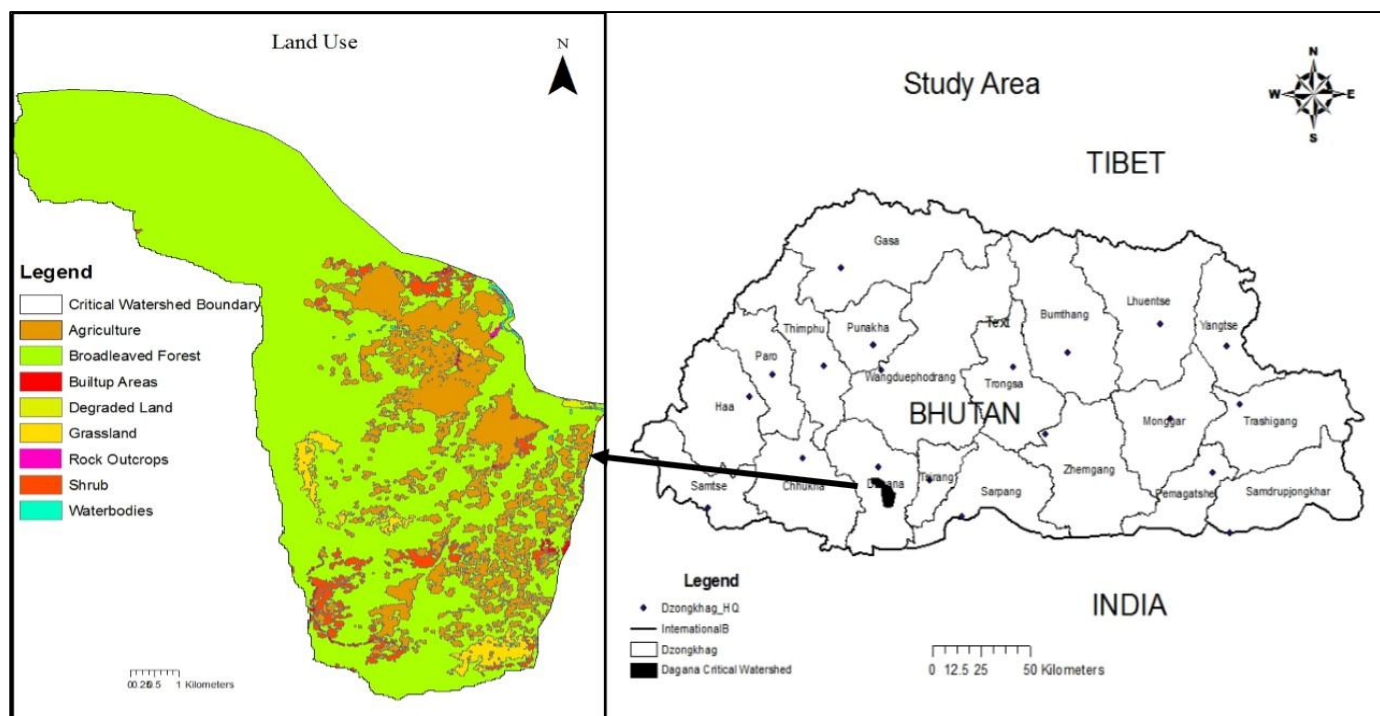 Land Use
N
Legend
Critical Watershed Boundary
Agriculture
Broadleaved Forest
Builtup Areas
Degraded Land
Grassland
Rock Outcrops
Shrub
Waterbodies
1 Kilometers
Study Area
N
W E
S
TIBET
Gasa
Lhuentse
Bumthang
Text
Thimphu
Punakha
Yangtse
Paro
Wangduephodrang
Trongsa
Haa
BHUTAN
Monggar
Trashigang
Zhemgang
Samtse
Chhukha
Dagana
Tsirang
Sarpang
Pemagatshel
Samdrupjongkhar
Legend
Dzongkhag_HQ
InternationalB
Dzongkhag
Dagana Critical Watershed
INDIA
0 12.5 25 50 Kilometers